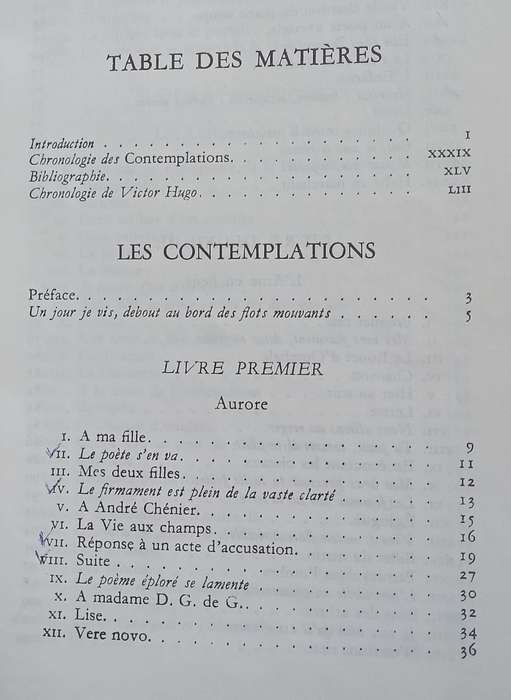 TABLE DES MATIÈRES
Introduction . . . . . . . . . . . . . . . . . . I
Chronologie des Contemplations. . . . . . . . . . . XXXIX
Bibliographie. . . . . . . . . . . . . . . . . . XLV
Chronologie de Victor Hugo. . . . . . . . . . . . . LIII
LES CONTEMPLATIONS
Préface. . . . . . . . . . . . . . . . . . . . 3
Un jour je vis, debout au bord des flots mouvants . . . . . . 5
LIVRE PREMIER
Aurore
I. A ma fille. . . . . . . . . . . . . . . . . 9
II. Le poète s'en va. . . . . . . . . . . . . . . 11
III. Mes deux filles. . . . . . . . . . . . . . . 12
IV. Le firmament est plein de la vaste clarté . . . . . . 13
V. A André Chénier. . . . . . . . . . . . . . . 15
VI. La Vie aux champs. . . . . . . . . . . . . . 16
VII. Réponse à un acte d'accusation. . . . . . . . . 19
VIII. Suite . . . . . . . . . . . . . . . . . . 27
IX. Le poème éploré se lamente . . . . . . . . . . 30
X. A madame D. G. de G.. . . . . . . . . . . . . 32
XI. Lise. . . . . . . . . . . . . . . . . . . 34
XII. Vere novo. . . . . . . . . . . . . . . . . 36